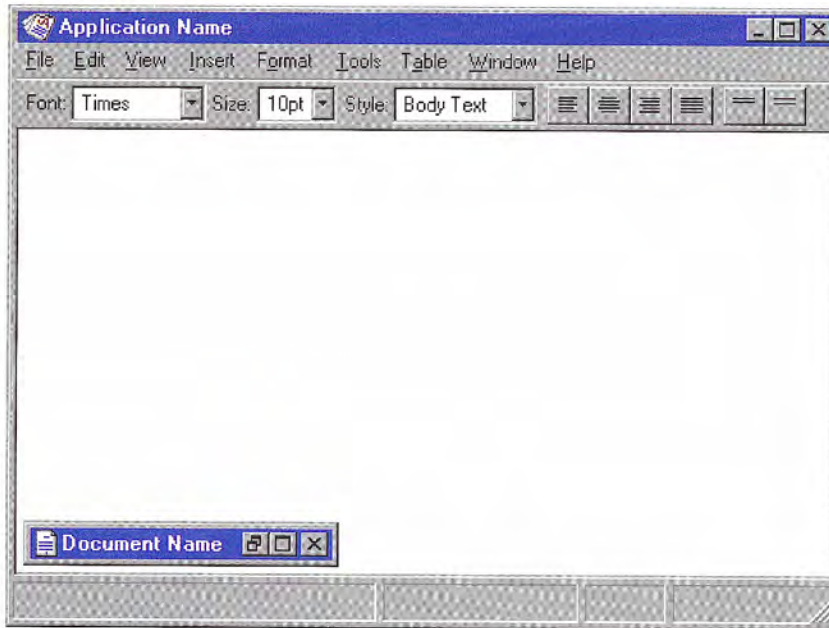 Application Name
File Edit View Insert Format Tools Table Window Help
Font: Times Size: 10pt Style: Body Text
Document Name